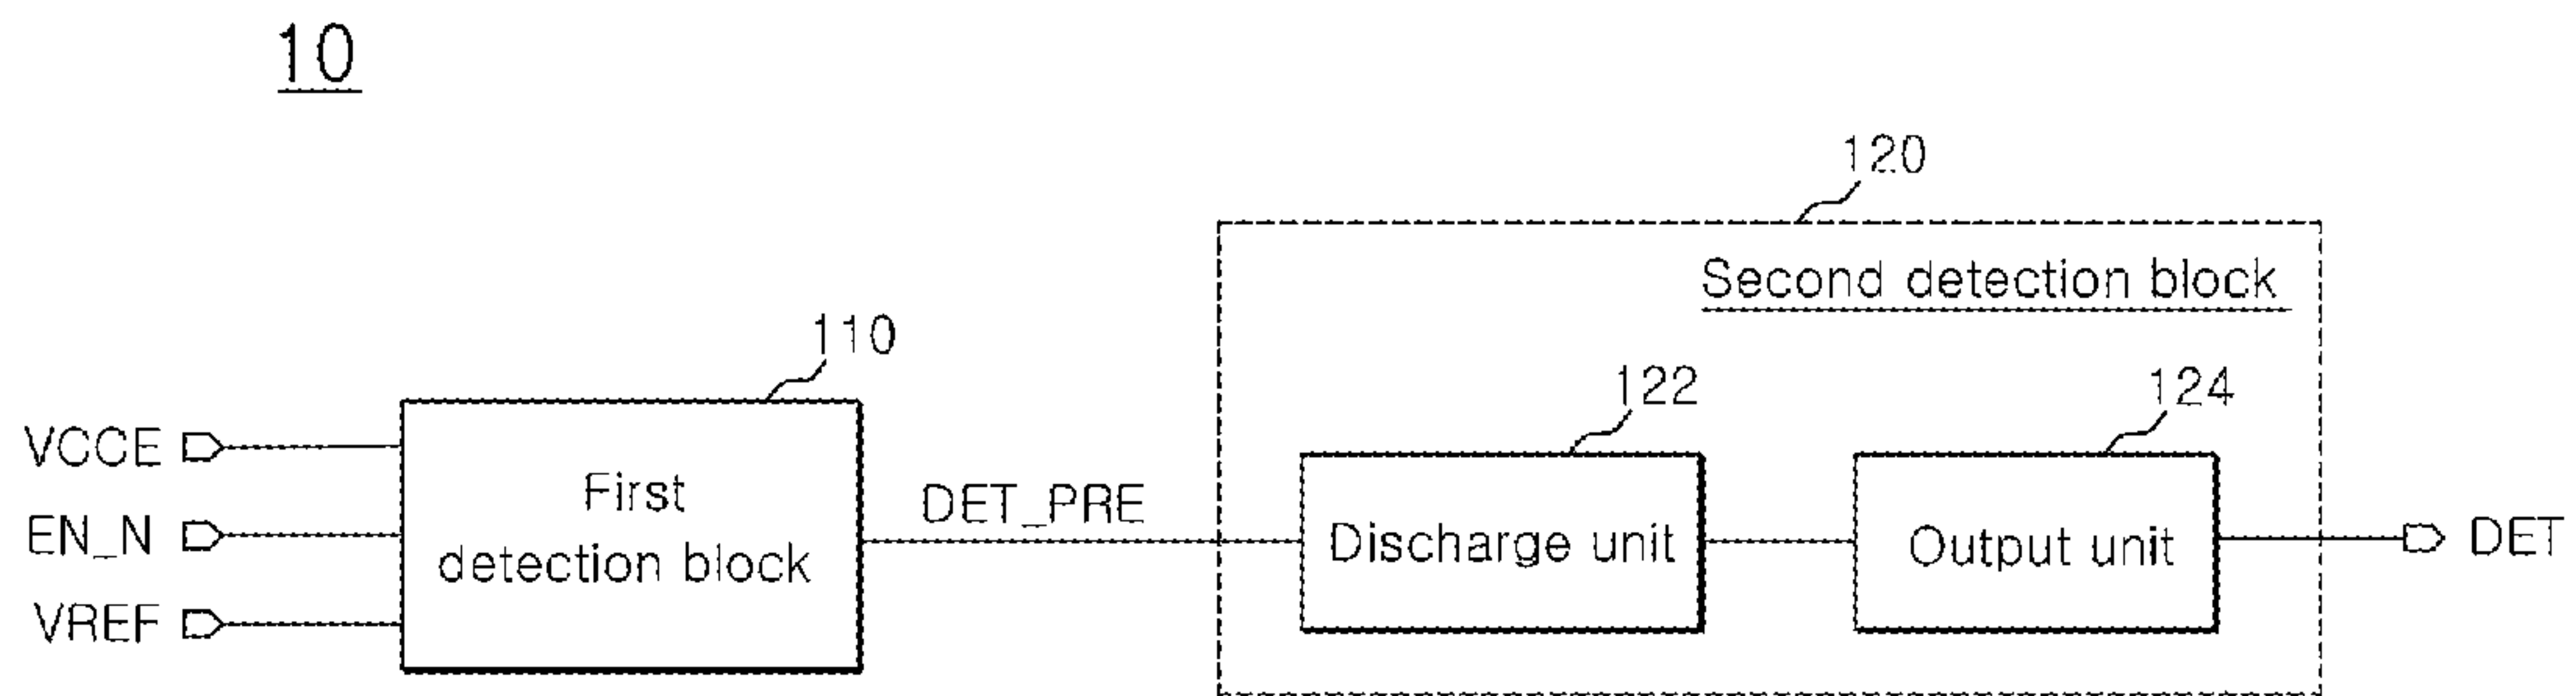 10
120
Second detection block
110
122
124
VCCE
First
detection block
DET_PRE
EN_N
Discharge unit
Output unit
DET
VREF